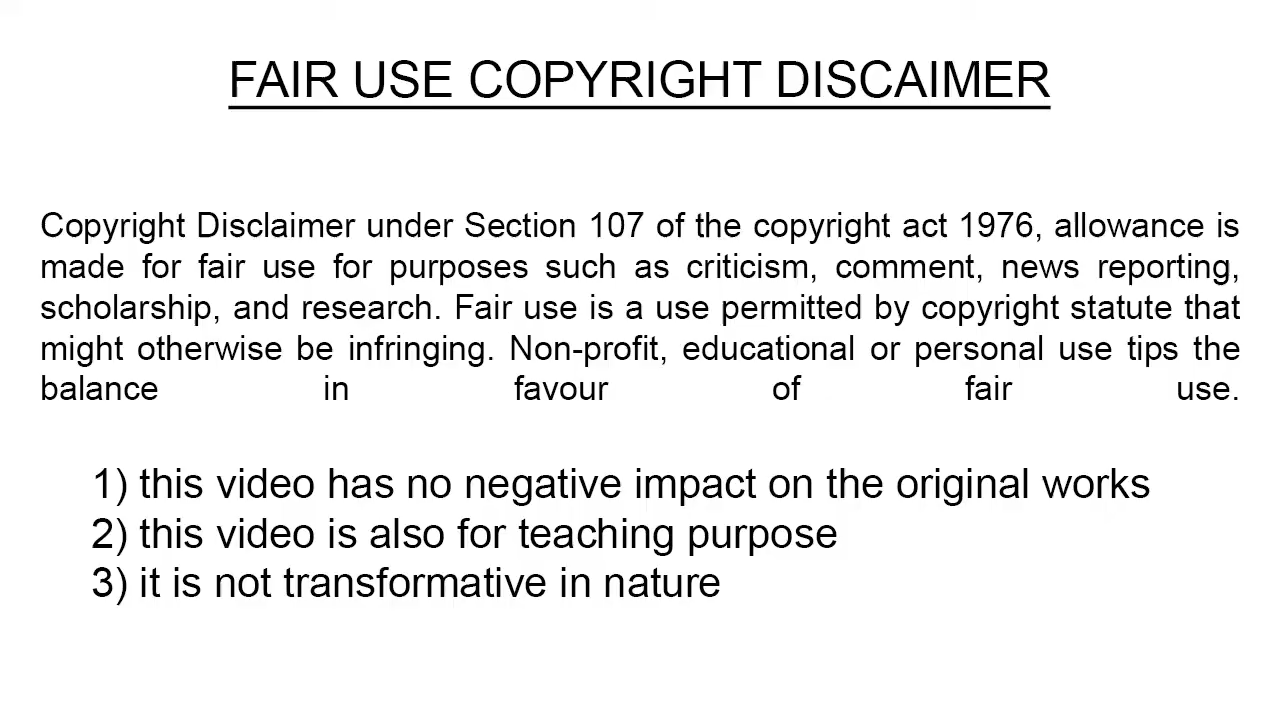 FAIR USE COPYRIGHT DISCAIMER
Copyright Disclaimer under Section 107 of the copyright act 1976, allowance is
made for fair use for purposes such as criticism, comment, news reporting,
scholarship, and research. Fair use is a use permitted by copyright statute that
might otherwise be infringing. Non-profit, educational or personal use tips the
balance in favour of fair use.
1) this video has no negative impact on the original works
2) this video is also for teaching purpose
3) it is not transformative in nature